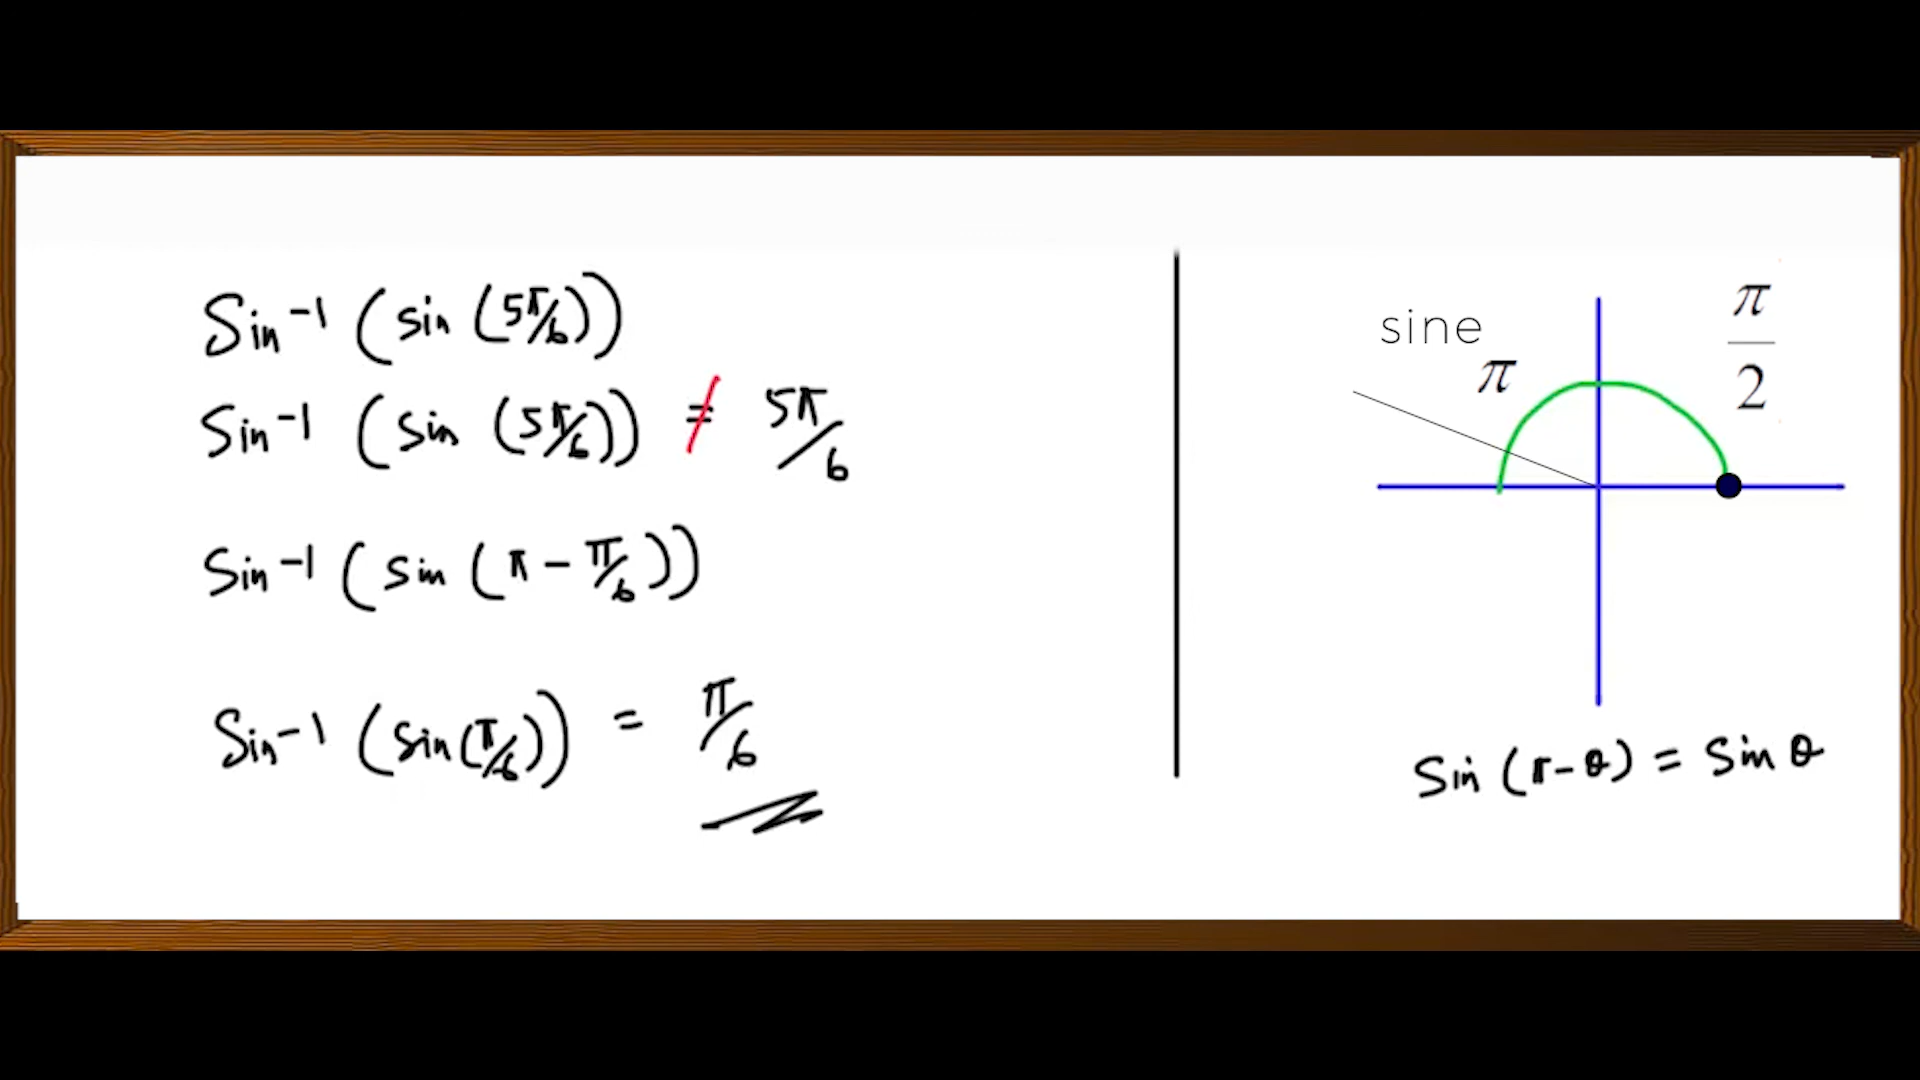 Sin⁻¹ (sin (5π/6))
Sin⁻¹ (sin (5π/6)) ≠ 5π/6
Sin⁻¹ (sin (π − π/6))
Sin⁻¹ (sin(π/6)) = π/6
sine
π
π/2
Sin (π−θ) = Sin θ